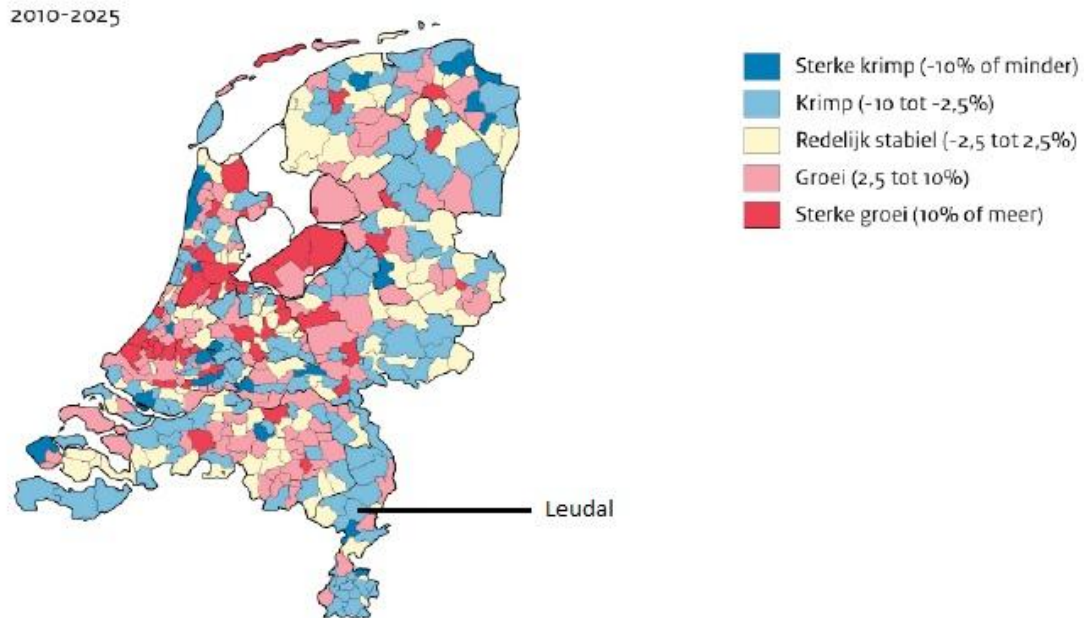 2010-2025
Sterke krimp (-10% of minder)
Krimp (-10 tot -2,5%)
Redelijk stabiel (-2,5 tot 2,5%)
Groei (2,5 tot 10%)
Sterke groei (10% of meer)
Leudal